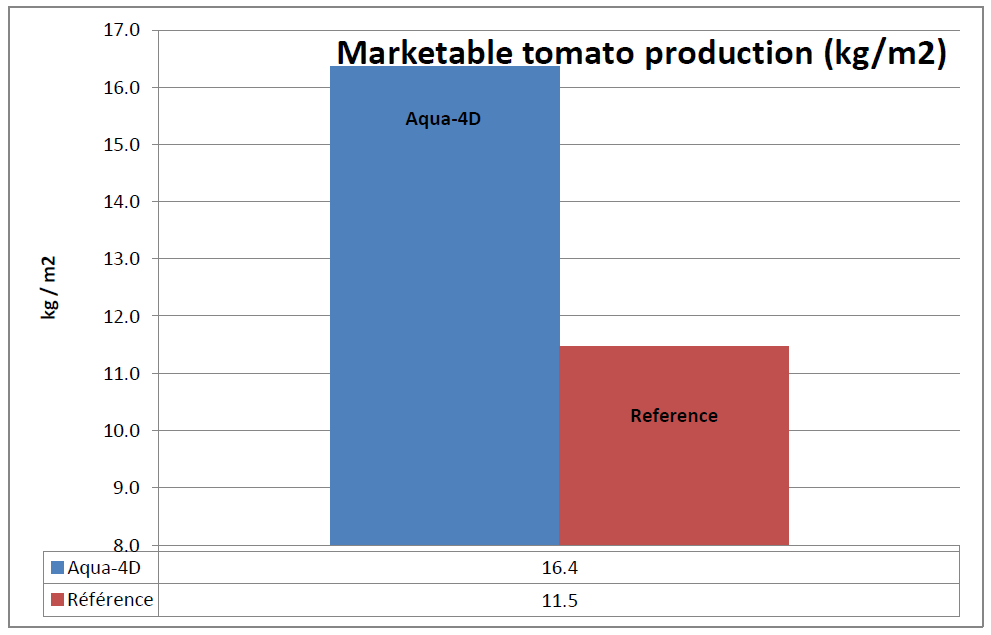 Marketable tomato production (kg/m2)
17.0
16.0
15.0
14.0
13.0
12.0
11.0
10.0
9.0
8.0
kg / m2
Aqua-4D
Reference
Aqua-4D 16.4
Référence 11.5